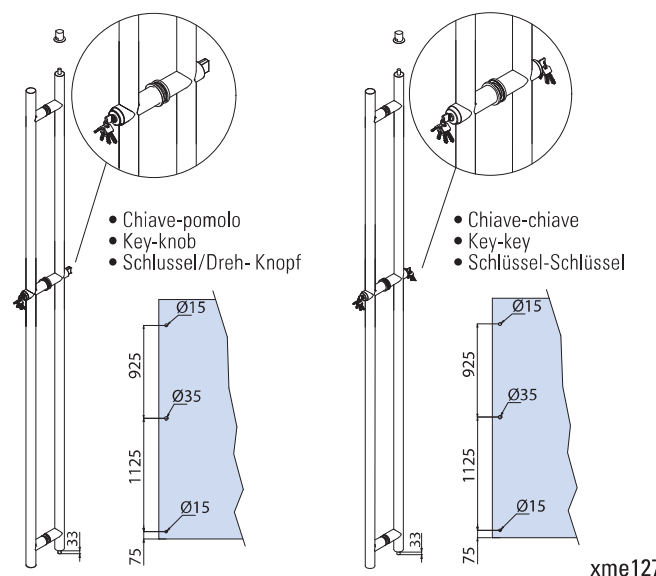 • Chiave-pomolo
• Key-knob
• Schlussel/Dreh- Knopf
Ø15
925
Ø35
1125
Ø15
75
33
• Chiave-chiave
• Key-key
• Schlüssel-Schlüssel
Ø15
925
Ø35
1125
Ø15
75
33
xme127